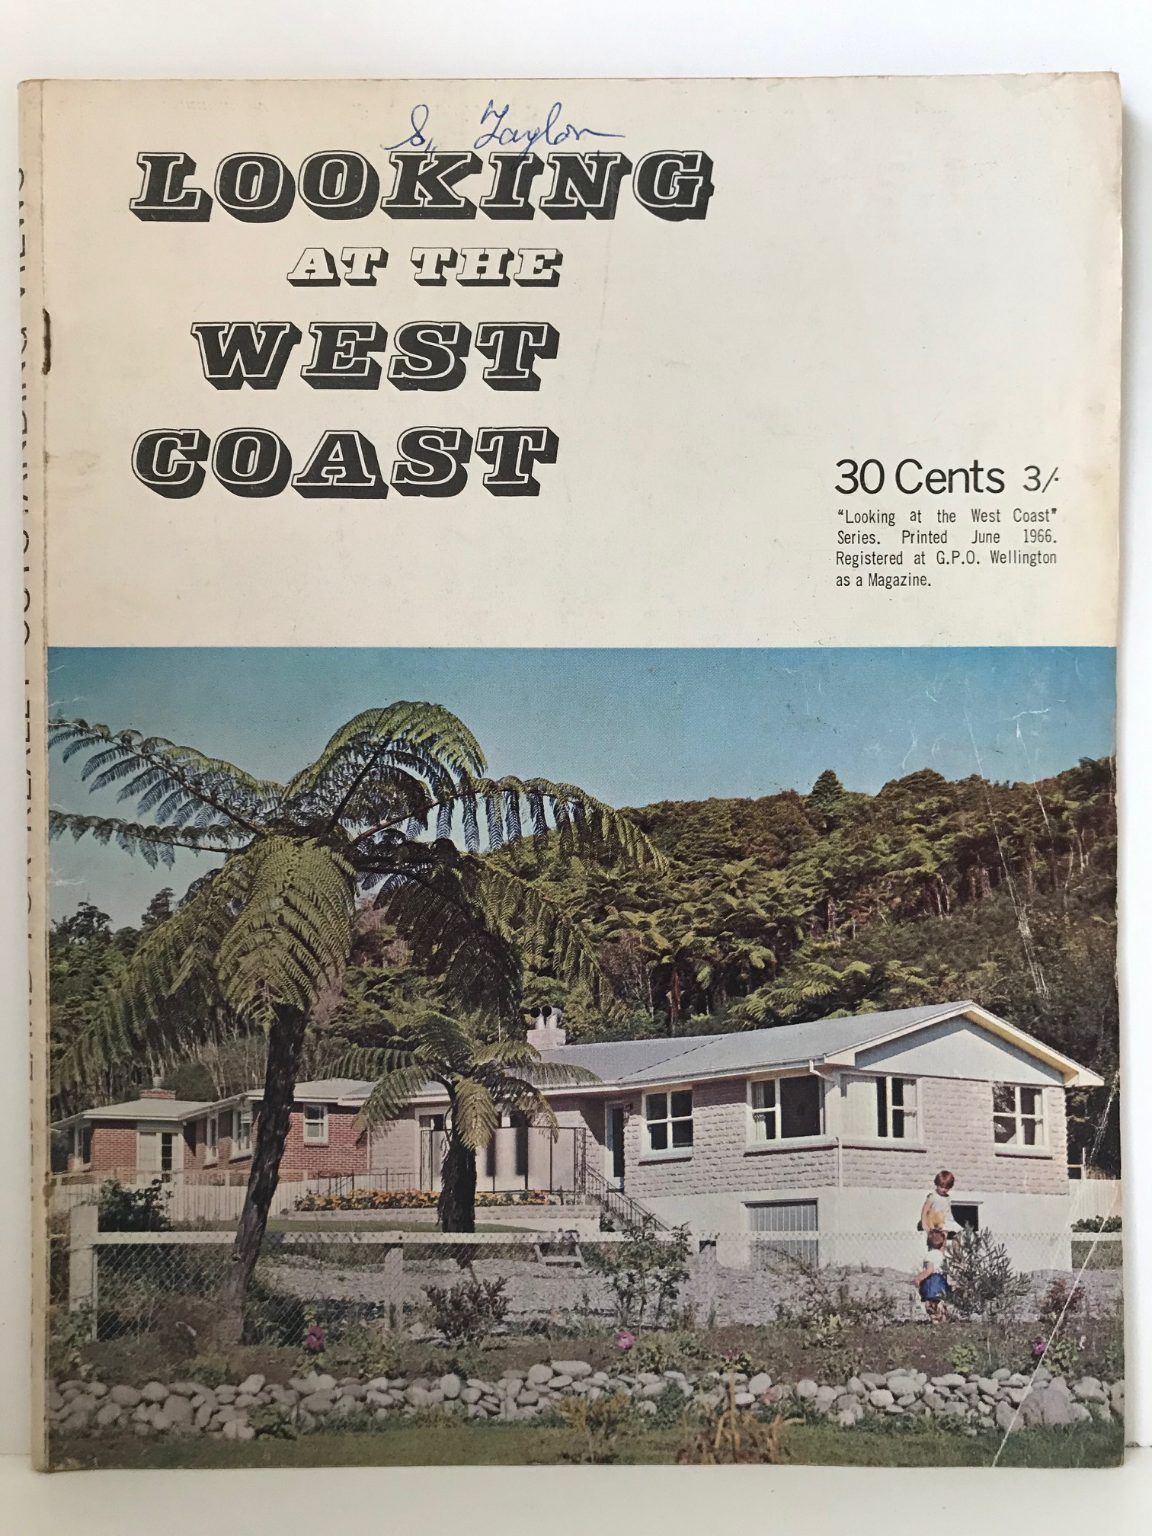 S. Taylor
LOOKING
AT THE
WEST
COAST
30 Cents 3/-
"Looking at the West Coast"
Series. Printed June 1966.
Registered at G.P.O. Wellington
as a Magazine.